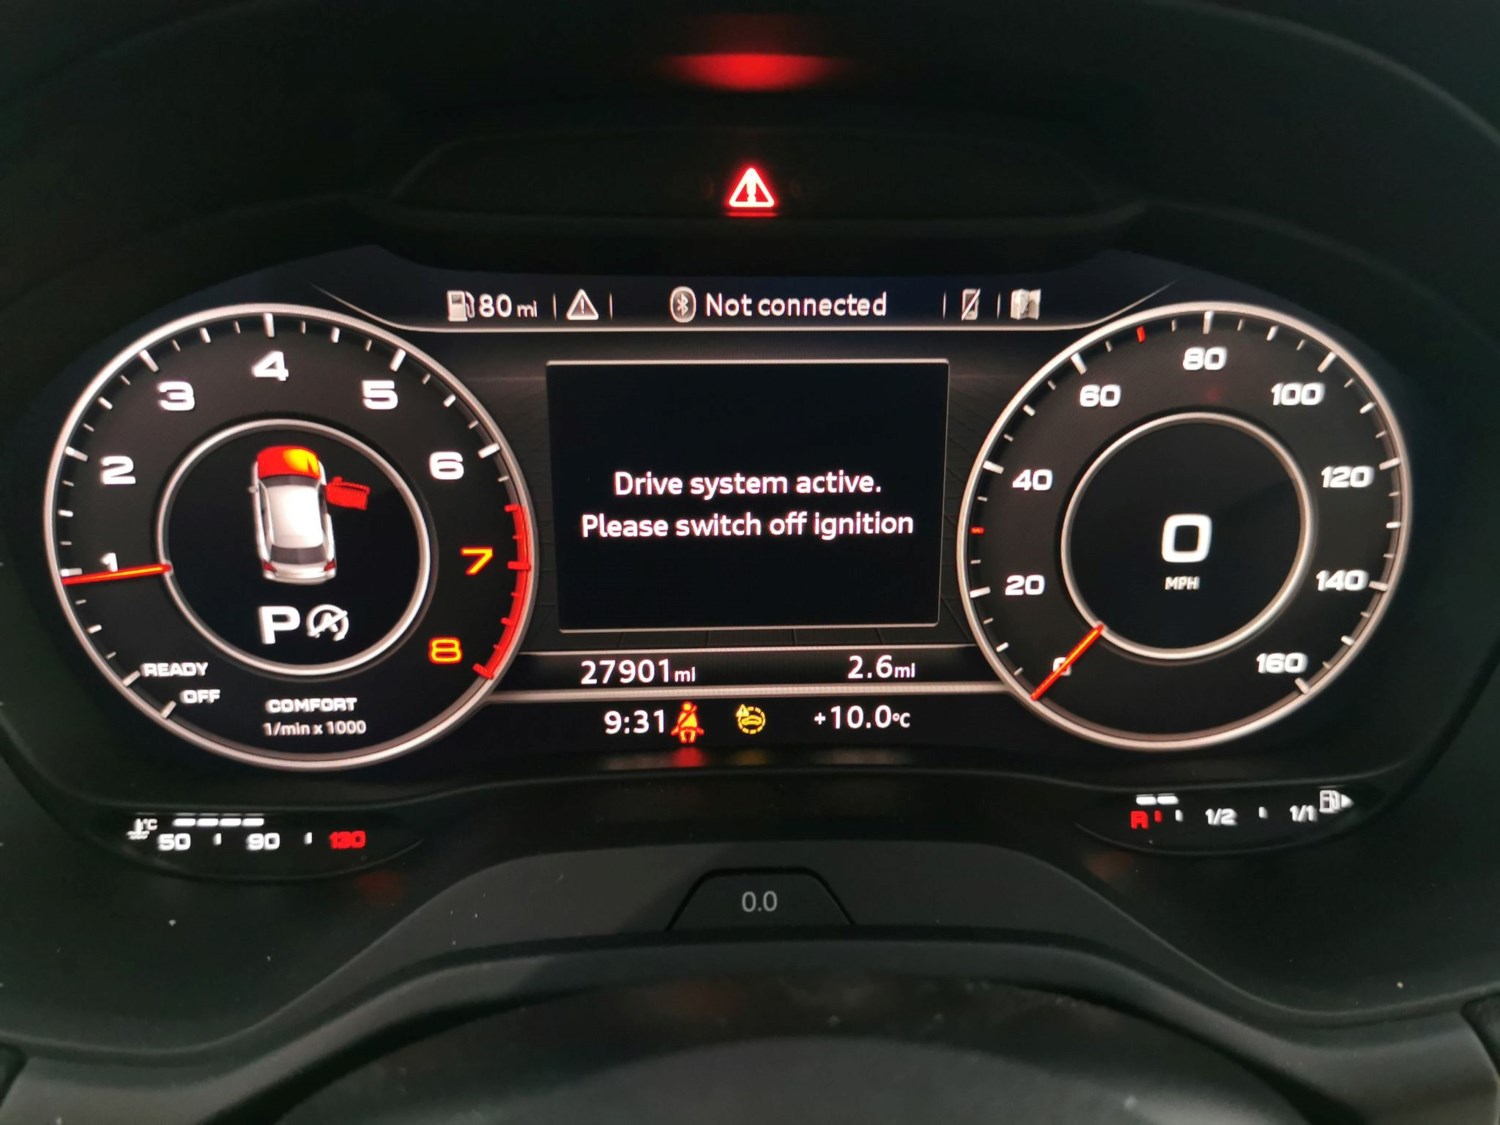 80 mi
Not connected
1
2
3
4
5
6
7
8
READY
OFF
P
COMFORT
1/min x 1000
Drive system active.
Please switch off ignition
0
20
40
60
80
100
120
140
160
0
MPH
27901 mi
2.6 mi
9:31
+10.0°C
°C
50
90
130
R
1/2
1/1
0.0